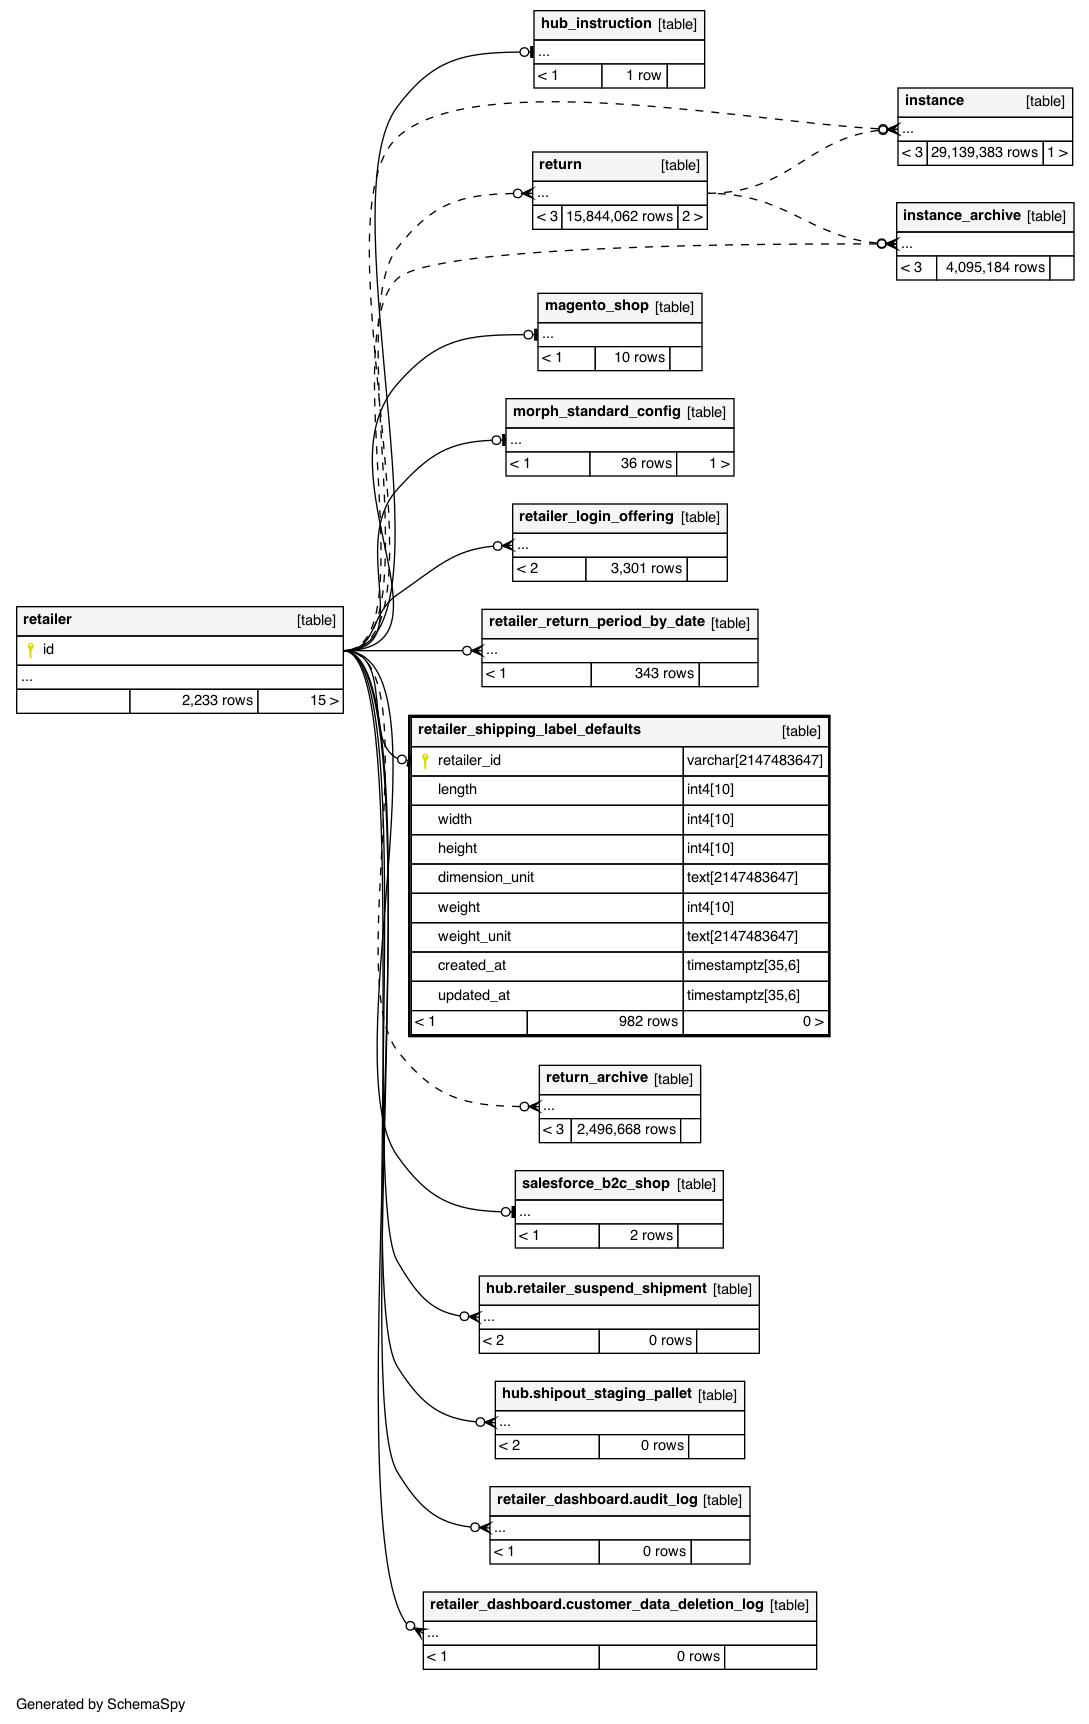 hub_instruction [table]
...
< 1 1 row
instance [table]
...
< 3 29,139,383 rows 1 >
return [table]
...
< 3 15,844,062 rows 2 >
instance_archive [table]
...
< 3 4,095,184 rows
magento_shop [table]
...
< 1 10 rows
morph_standard_config [table]
...
< 1 36 rows 1 >
retailer_login_offering [table]
...
< 2 3,301 rows
retailer [table]
id
...
2,233 rows 15 >
retailer_return_period_by_date [table]
...
< 1 343 rows
retailer_shipping_label_defaults [table]
retailer_id varchar[2147483647]
length int4[10]
width int4[10]
height int4[10]
dimension_unit text[2147483647]
weight int4[10]
weight_unit text[2147483647]
created_at timestamptz[35,6]
updated_at timestamptz[35,6]
< 1 982 rows 0 >
return_archive [table]
...
< 3 2,496,668 rows
salesforce_b2c_shop [table]
...
< 1 2 rows
hub.retailer_suspend_shipment [table]
...
< 2 0 rows
hub.shipout_staging_pallet [table]
...
< 2 0 rows
retailer_dashboard.audit_log [table]
...
< 1 0 rows
retailer_dashboard.customer_data_deletion_log [table]
...
< 1 0 rows
Generated by SchemaSpy